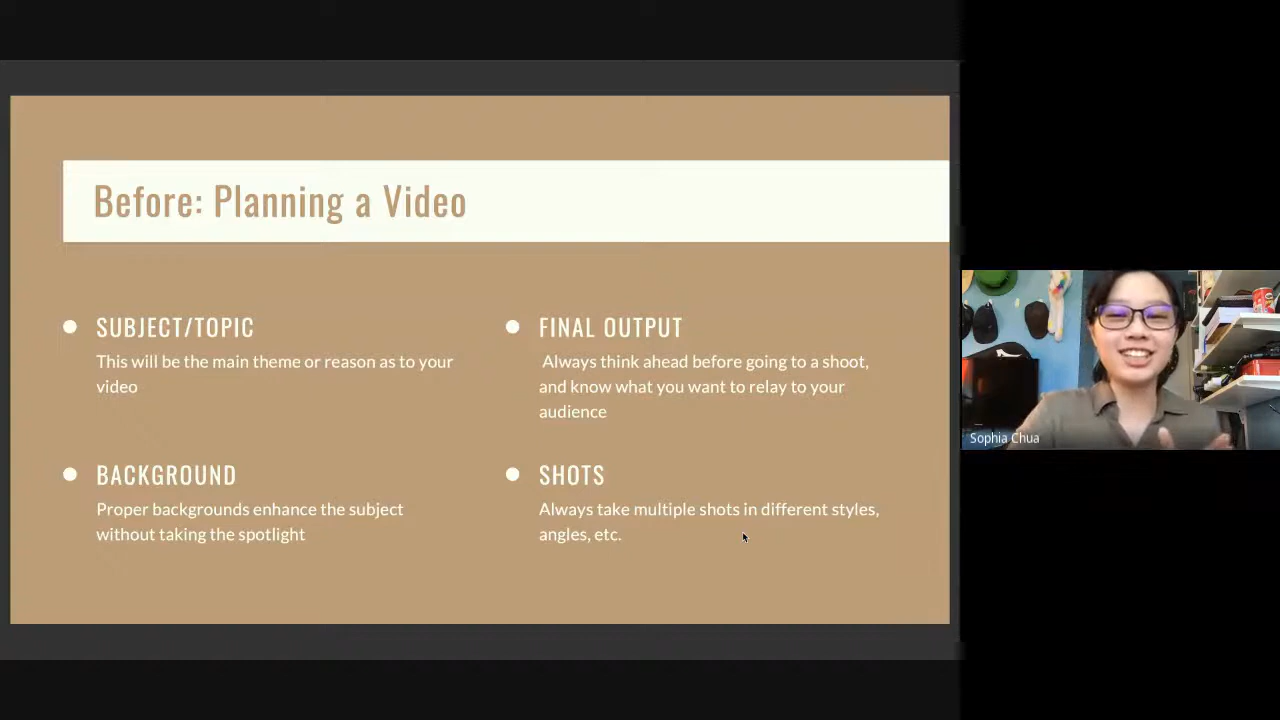 Before: Planning a Video
SUBJECT/TOPIC
This will be the main theme or reason as to your
video
FINAL OUTPUT
Always think ahead before going to a shoot,
and know what you want to relay to your
audience
BACKGROUND
Proper backgrounds enhance the subject
without taking the spotlight
SHOTS
Always take multiple shots in different styles,
angles, etc.
Sophia Chua